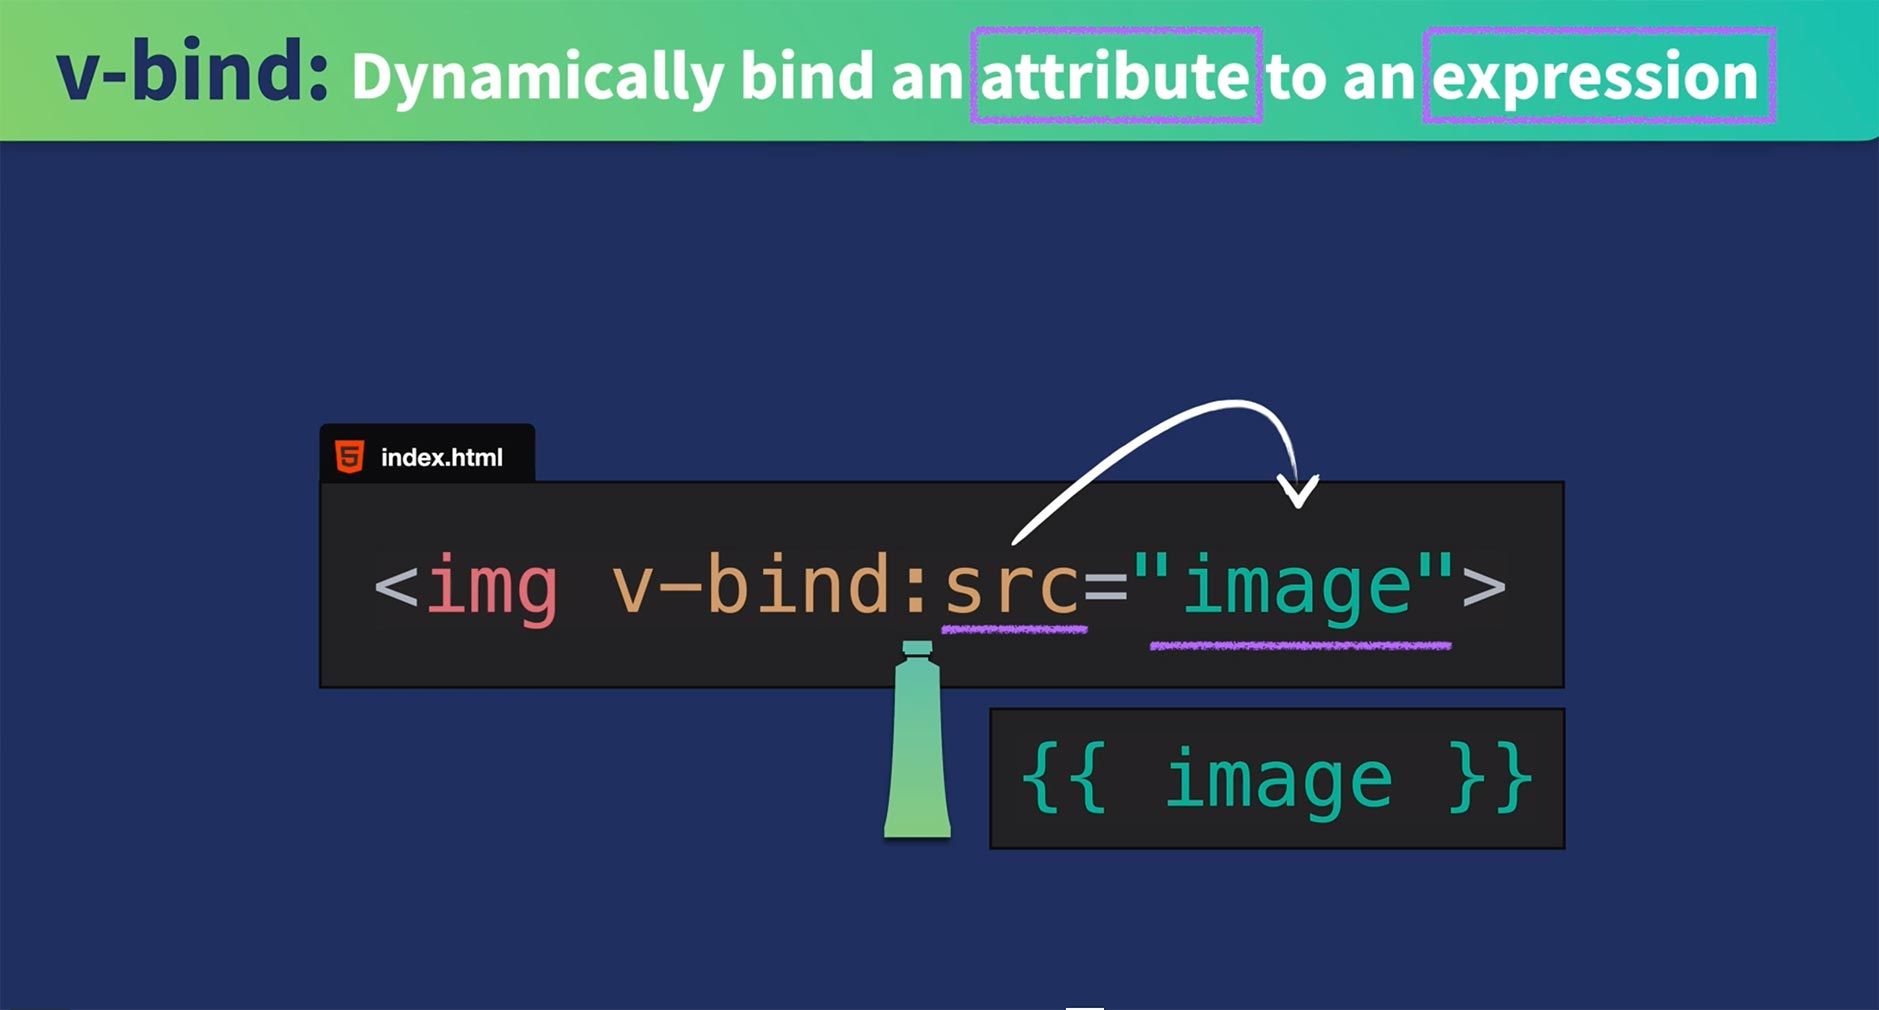 v-bind: Dynamically bind an attribute to an expression
index.html
<img v-bind:src="image">
{{ image }}